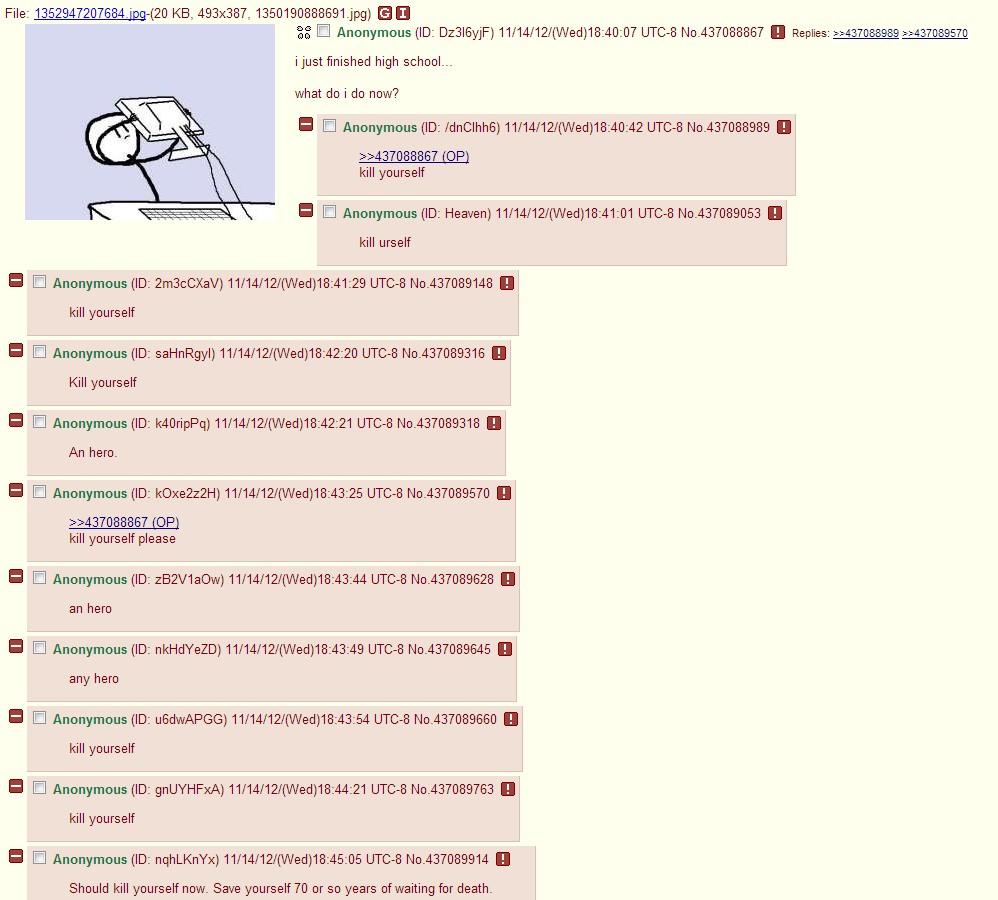 File: 1352947207684.jpg-(20 KB, 493x387, 1350190888691.jpg) G I
Anonymous (ID: Dz3I6yjF) 11/14/12/(Wed)18:40:07 UTC-8 No.437088867 ! Replies: >>437088989 >>437089570
i just finished high school...
what do i do now?
Anonymous (ID: /dnClhh6) 11/14/12/(Wed)18:40:42 UTC-8 No.437088989 !
>>437088867 (OP)
kill yourself
Anonymous (ID: Heaven) 11/14/12/(Wed)18:41:01 UTC-8 No.437089053 !
kill urself
Anonymous (ID: 2m3cCXaV) 11/14/12/(Wed)18:41:29 UTC-8 No.437089148 !
kill yourself
Anonymous (ID: saHnRgyI) 11/14/12/(Wed)18:42:20 UTC-8 No.437089316 !
Kill yourself
Anonymous (ID: k40ripPq) 11/14/12/(Wed)18:42:21 UTC-8 No.437089318 !
An hero.
Anonymous (ID: kOxe2z2H) 11/14/12/(Wed)18:43:25 UTC-8 No.437089570 !
>>437088867 (OP)
kill yourself please
Anonymous (ID: zB2V1aOw) 11/14/12/(Wed)18:43:44 UTC-8 No.437089628 !
an hero
Anonymous (ID: nkHdYeZD) 11/14/12/(Wed)18:43:49 UTC-8 No.437089645 !
any hero
Anonymous (ID: u6dwAPGG) 11/14/12/(Wed)18:43:54 UTC-8 No.437089660 !
kill yourself
Anonymous (ID: gnUYHFxA) 11/14/12/(Wed)18:44:21 UTC-8 No.437089763 !
kill yourself
Anonymous (ID: nqhLKnYx) 11/14/12/(Wed)18:45:05 UTC-8 No.437089914 !
Should kill yourself now. Save yourself 70 or so years of waiting for death.